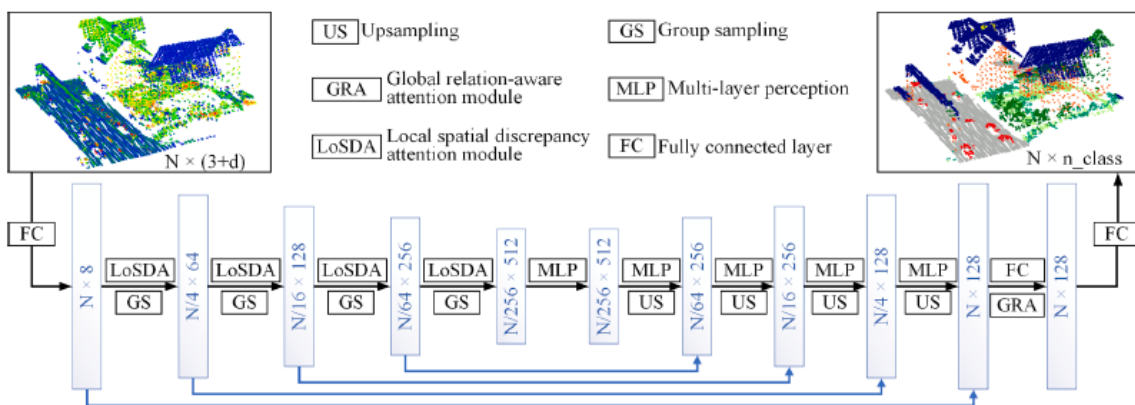 N × (3+d)
US Upsampling
GS Group sampling
GRA Global relation-aware
attention module
MLP Multi-layer perception
LoSDA Local spatial discrepancy
attention module
FC Fully connected layer
N × n_class
FC
N × 8
LoSDA
GS
N/4 × 64
LoSDA
GS
N/16 × 128
LoSDA
GS
N/64 × 256
LoSDA
GS
N/256 × 512
MLP
N/256 × 512
MLP
US
N/64 × 256
MLP
US
N/16 × 256
MLP
US
N/4 × 128
MLP
US
N × 128
FC
GRA
N × 128
FC